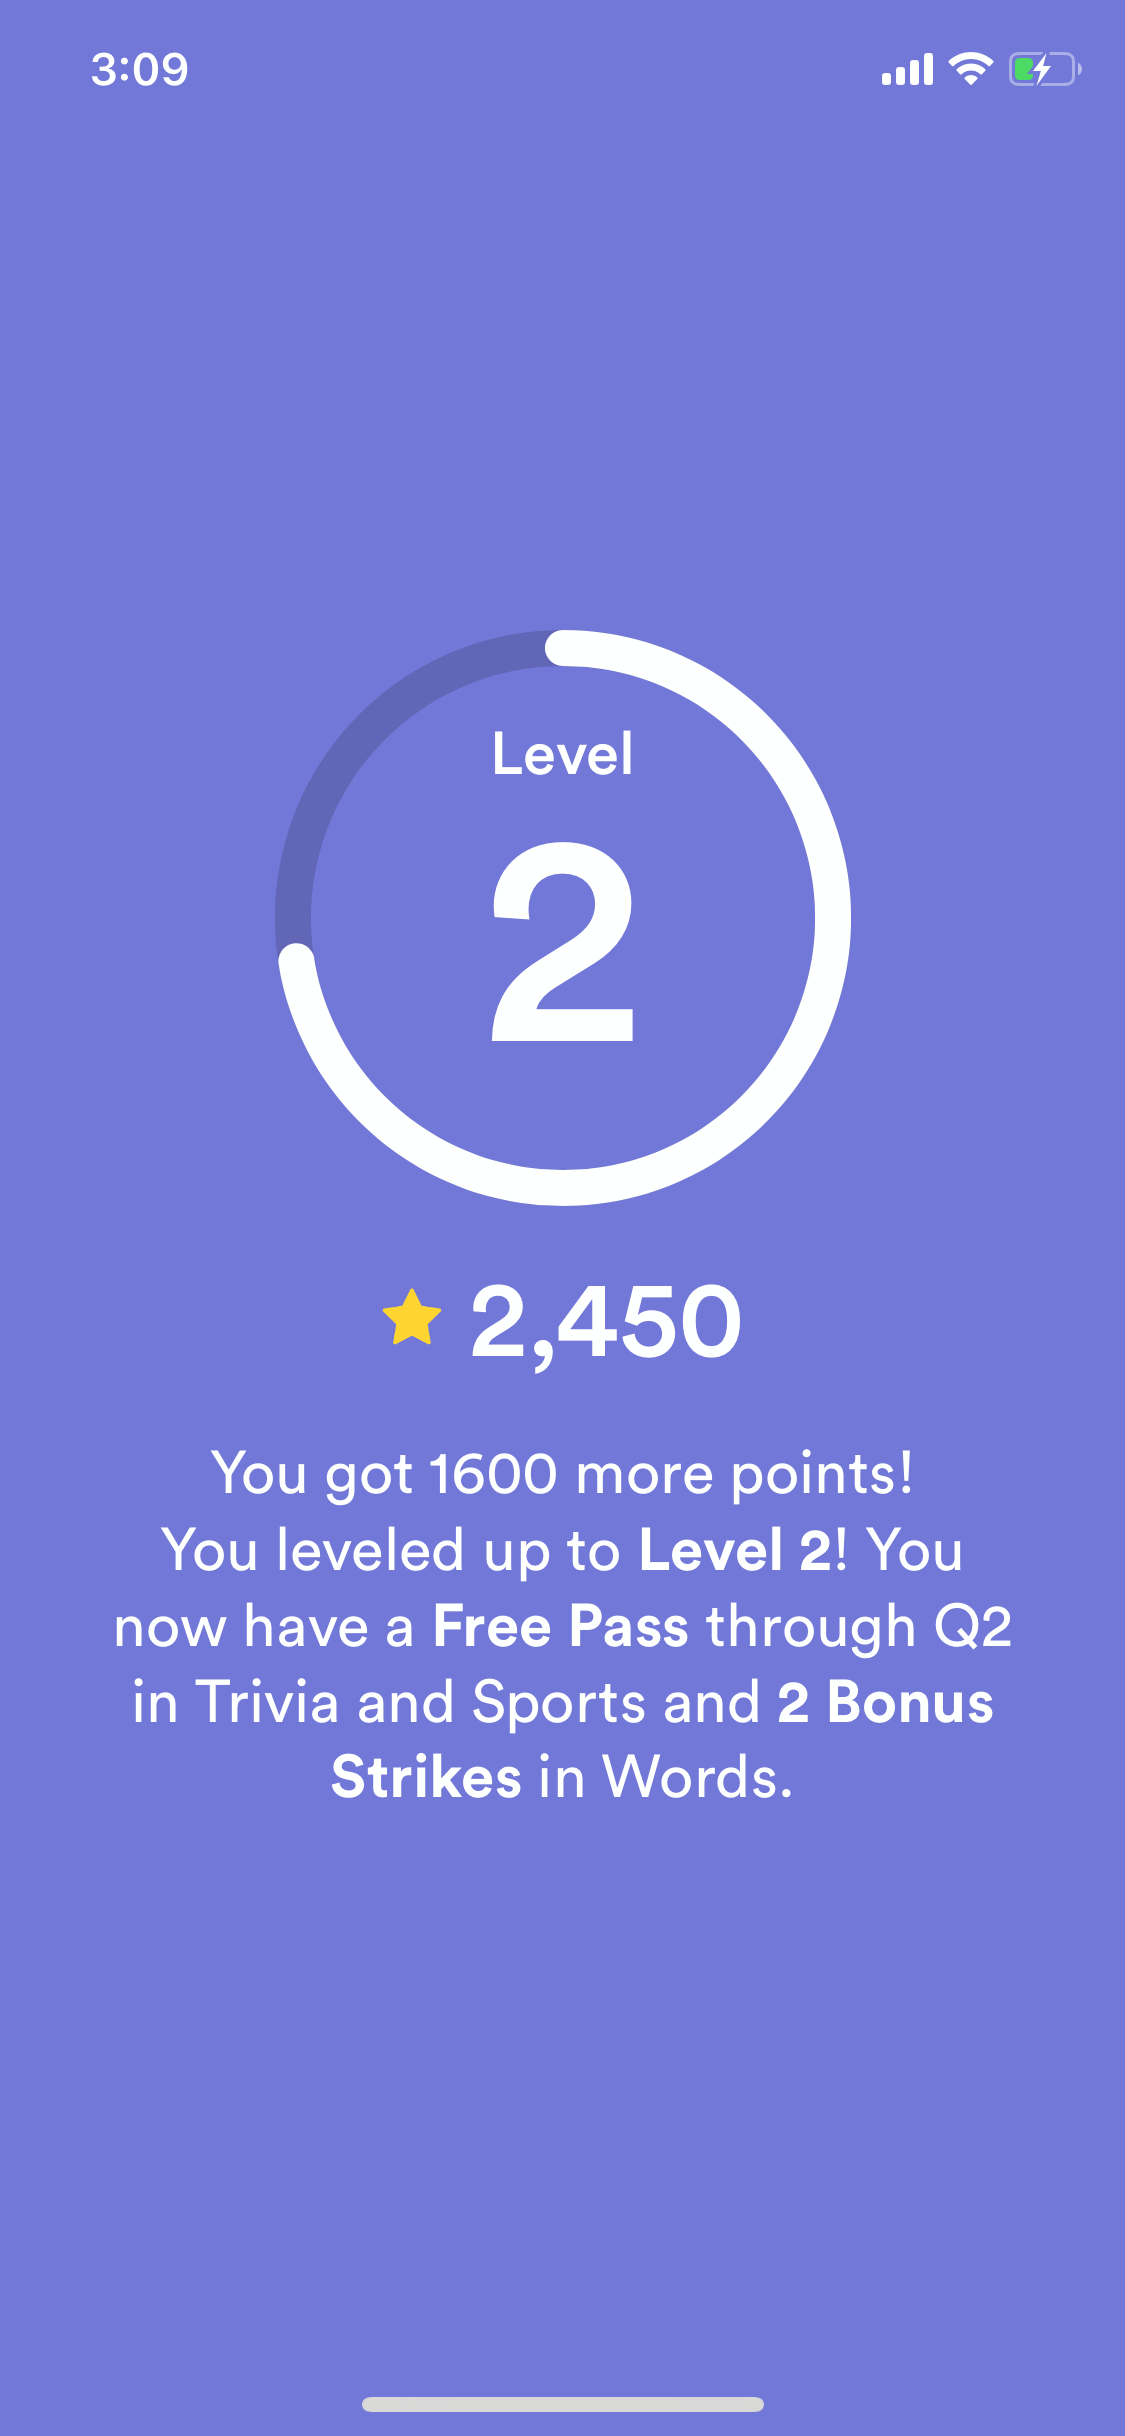 3:09
Level
2
2,450
You got 1600 more points!
You leveled up to Level 2! You
now have a Free Pass through Q2
in Trivia and Sports and 2 Bonus
Strikes in Words.